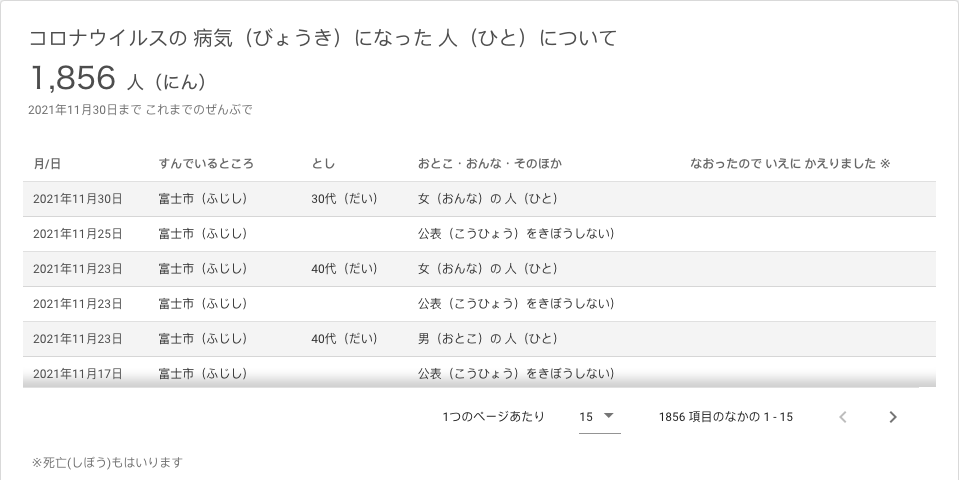 コロナウイルスの 病気（びょうき）になった 人（ひと）について
1,856 人（にん）
2021年11月30日まで これまでのぜんぶで
月/日 すんでいるところ とし おとこ・おんな・そのほか なおったので いえに かえりました ※
2021年11月30日 富士市（ふじし） 30代（だい） 女（おんな）の 人（ひと）
2021年11月25日 富士市（ふじし） 公表（こうひょう）をきぼうしない）
2021年11月23日 富士市（ふじし） 40代（だい） 女（おんな）の 人（ひと）
2021年11月23日 富士市（ふじし） 公表（こうひょう）をきぼうしない）
2021年11月23日 富士市（ふじし） 40代（だい） 男（おとこ）の 人（ひと）
2021年11月17日 富士市（ふじし） 公表（こうひょう）をきぼうしない）
1つのページあたり 15 1856 項目のなかの 1 - 15
※死亡(しぼう)もはいります